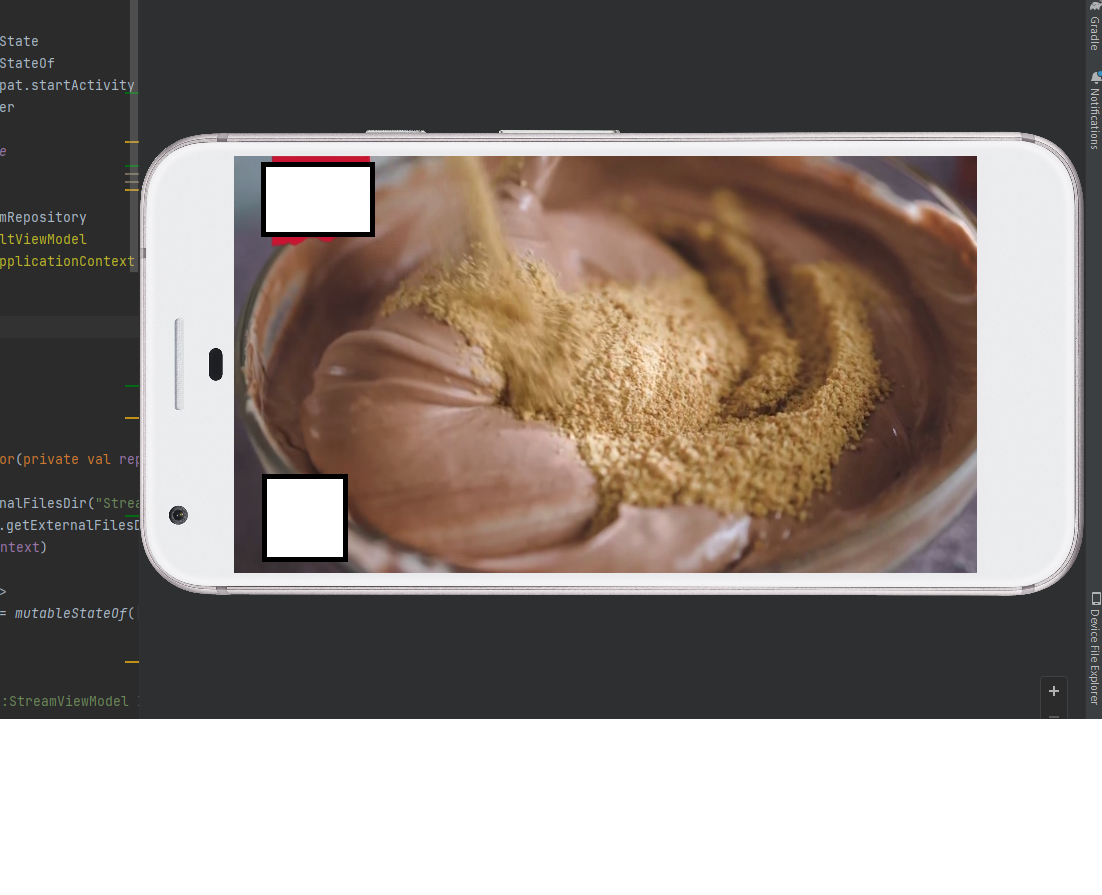 State
StateOf
pat.startActivity
er
e
mRepository
ltViewModel
pplicationContext
or(private val rep
nalFilesDir("Strea
.getExternalFilesD
ntext)
>
= mutableStateOf(
:StreamViewModel
Gradle
Notifications
Device File Explorer
+